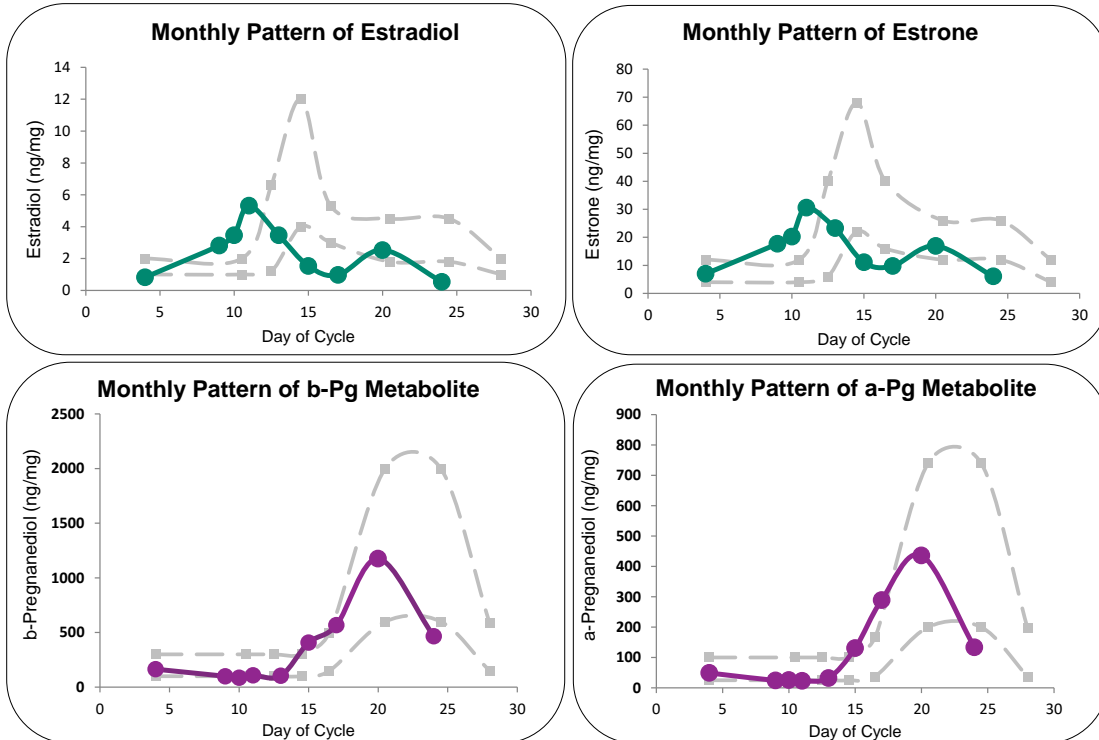 Monthly Pattern of Estradiol
Estradiol (ng/mg)
14
12
10
8
6
4
2
0
0 5 10 15 20 25 30
Day of Cycle
Monthly Pattern of Estrone
Estrone (ng/mg)
80
70
60
50
40
30
20
10
0
0 5 10 15 20 25 30
Day of Cycle
Monthly Pattern of b-Pg Metabolite
b-Pregnanediol (ng/mg)
2500
2000
1500
1000
500
0
0 5 10 15 20 25 30
Day of Cycle
Monthly Pattern of a-Pg Metabolite
a-Pregnanediol (ng/mg)
900
800
700
600
500
400
300
200
100
0
0 5 10 15 20 25 30
Day of Cycle